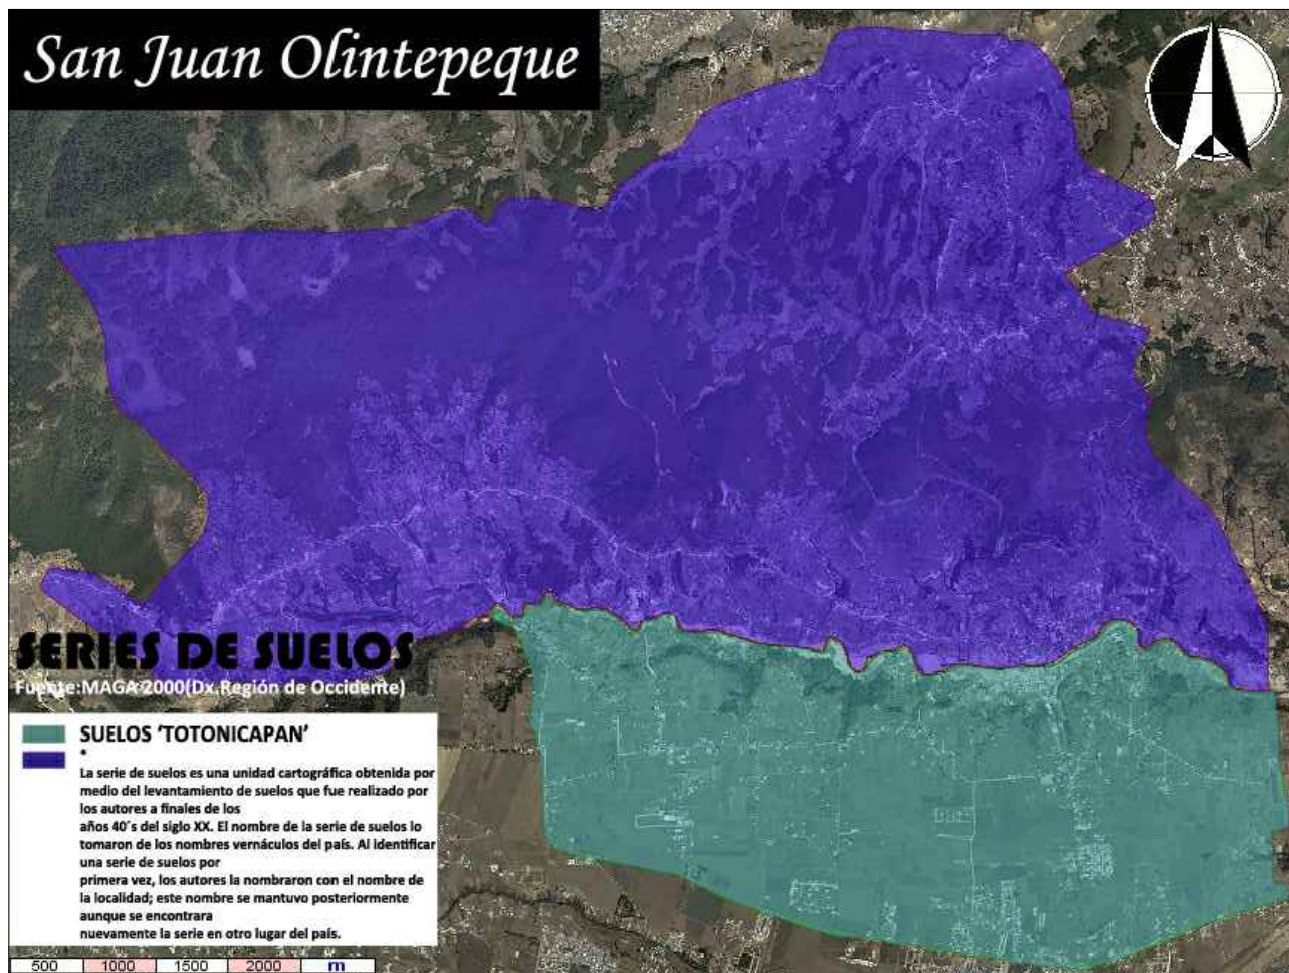 San Juan Olintepeque
SERIES DE SUELOS
Fuente:MAGA 2000(Dx.Región de Occidente)
SUELOS 'TOTONICAPAN'
*
La serie de suelos es una unidad cartográfica obtenida por
medio del levantamiento de suelos que fue realizado por
los autores a finales de los
años 40´s del siglo XX. El nombre de la serie de suelos lo
tomaron de los nombres vernáculos del país. Al identificar
una serie de suelos por
primera vez, los autores la nombraron con el nombre de
la localidad; este nombre se mantuvo posteriormente
aunque se encontrara
nuevamente la serie en otro lugar del país.
500 1000 1500 2000 m